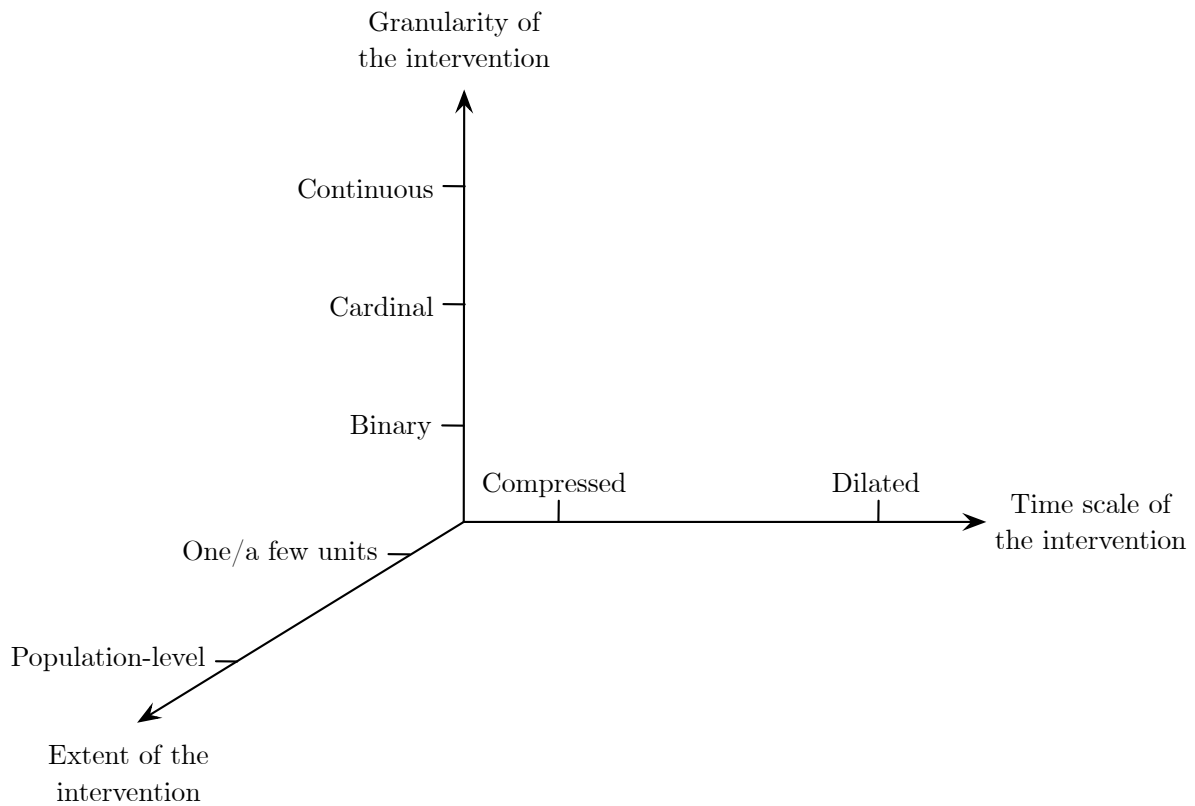 Granularity of
the intervention
Continuous
Cardinal
Binary
Compressed
Dilated
Time scale of
the intervention
One/a few units
Population-level
Extent of the
intervention